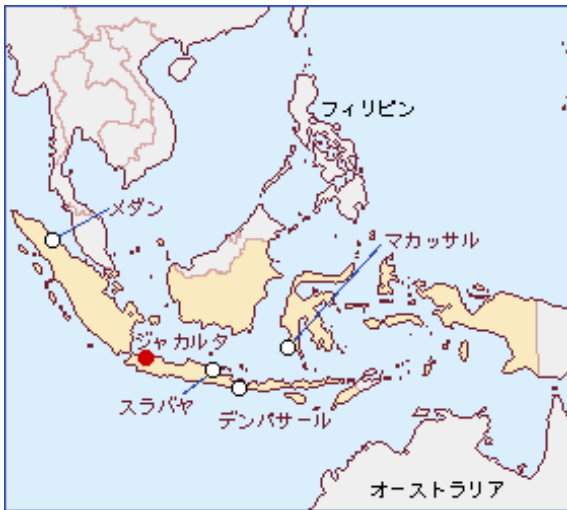 フィリピン
メダン
マカッサル
ジャカルタ
スラバヤ
デンパサール
オーストラリア